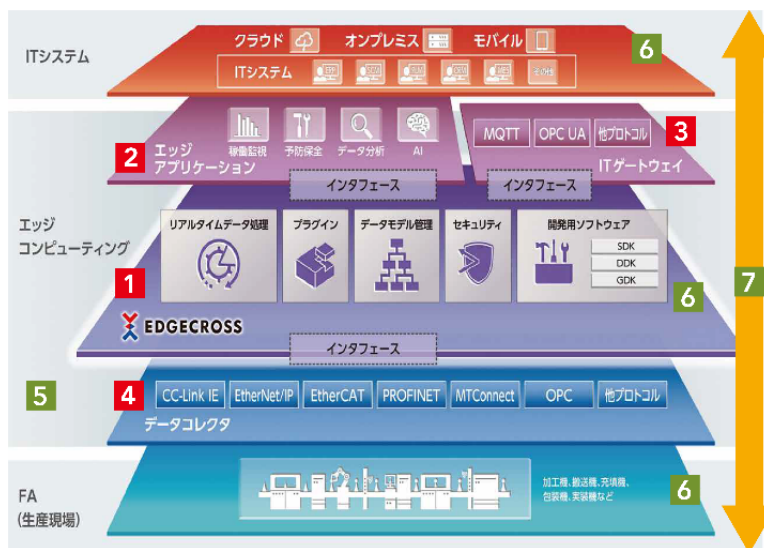 クラウド オンプレミス モバイル
ITシステム
6
ITシステム ERP SCM PLM CRM MES その他
MQTT OPC UA 他プロトコル
3
2
エッジ
アプリケーション
稼働監視 予防保全 データ分析 AI
ITゲートウェイ
インタフェース インタフェース
エッジ
コンピューティング
リアルタイムデータ処理 プラグイン データモデル管理 セキュリティ 開発用ソフトウェア
SDK
DDK
GDK
1
6
7
EDGECROSS
インタフェース
5
4
CC-Link IE EtherNet/IP EtherCAT PROFINET MTConnect OPC 他プロトコル
データコレクタ
FA
(生産現場)
加工機、搬送機、充填機、
包装機、実装機など
6